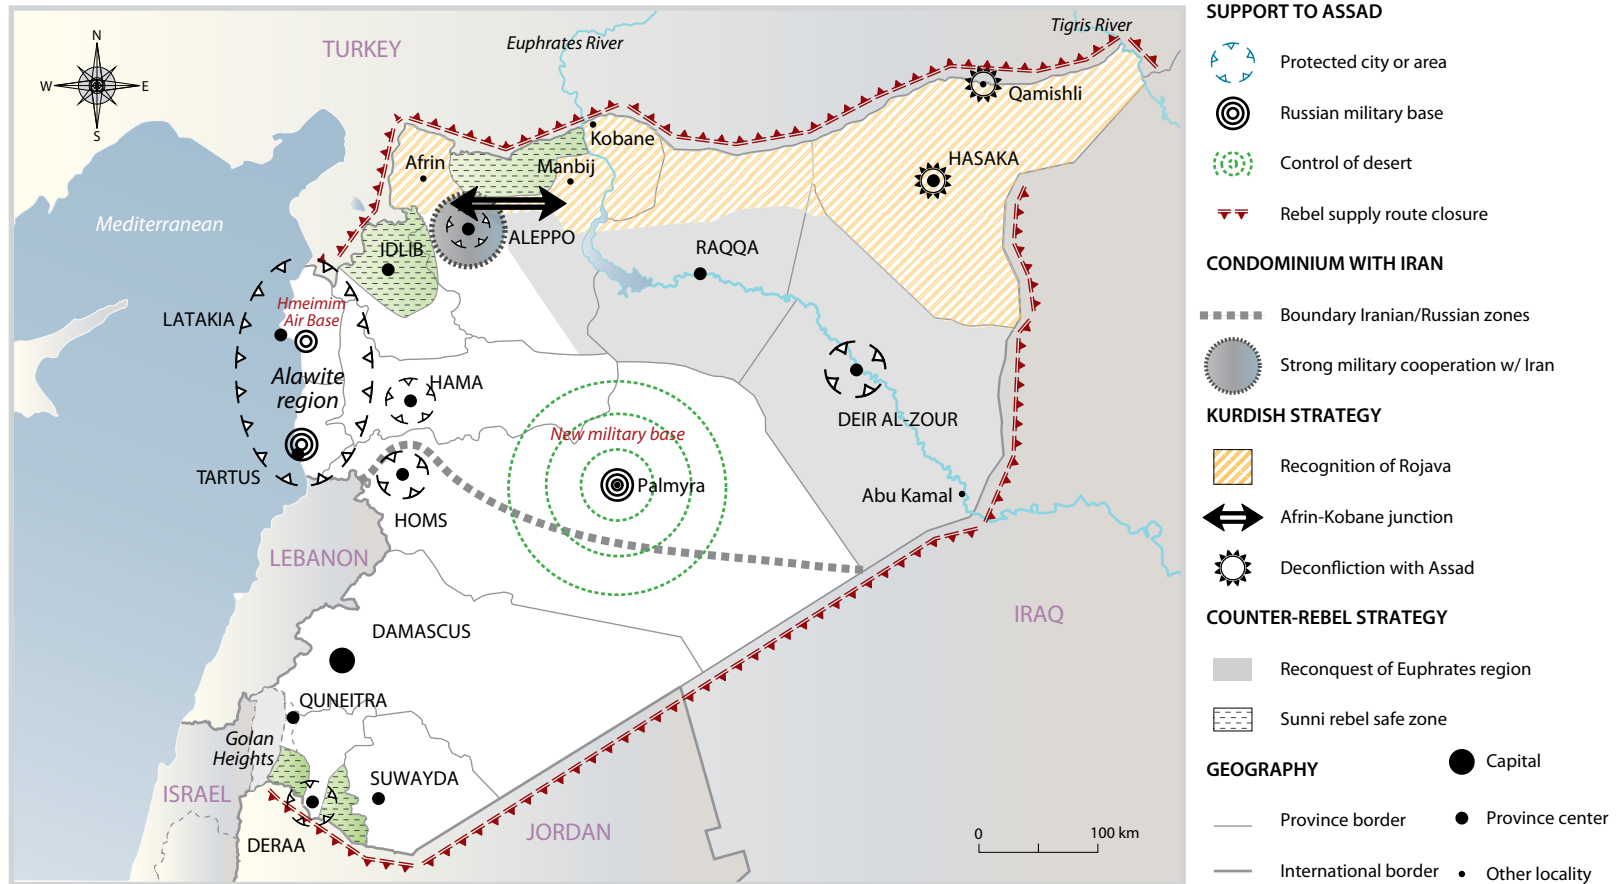 TURKEY
Euphrates River
Tigris River
N
W
E
S
Mediterranean
Afrin
Kobane
Manbij
Qamishli
HASAKA
IDLIB
ALEPPO
RAQQA
LATAKIA
Hmeimim
Air Base
Alawite
region
HAMA
DEIR AL-ZOUR
New military base
TARTUS
Palmyra
Abu Kamal
HOMS
LEBANON
IRAQ
DAMASCUS
QUNEITRA
Golan
Heights
SUWAYDA
ISRAEL
JORDAN
DERAA
0
100 km
SUPPORT TO ASSAD
Protected city or area
Russian military base
Control of desert
Rebel supply route closure
CONDOMINIUM WITH IRAN
Boundary Iranian/Russian zones
Strong military cooperation w/ Iran
KURDISH STRATEGY
Recognition of Rojava
Afrin-Kobane junction
Deconfliction with Assad
COUNTER-REBEL STRATEGY
Reconquest of Euphrates region
Sunni rebel safe zone
GEOGRAPHY
Capital
Province border
Province center
International border
Other locality